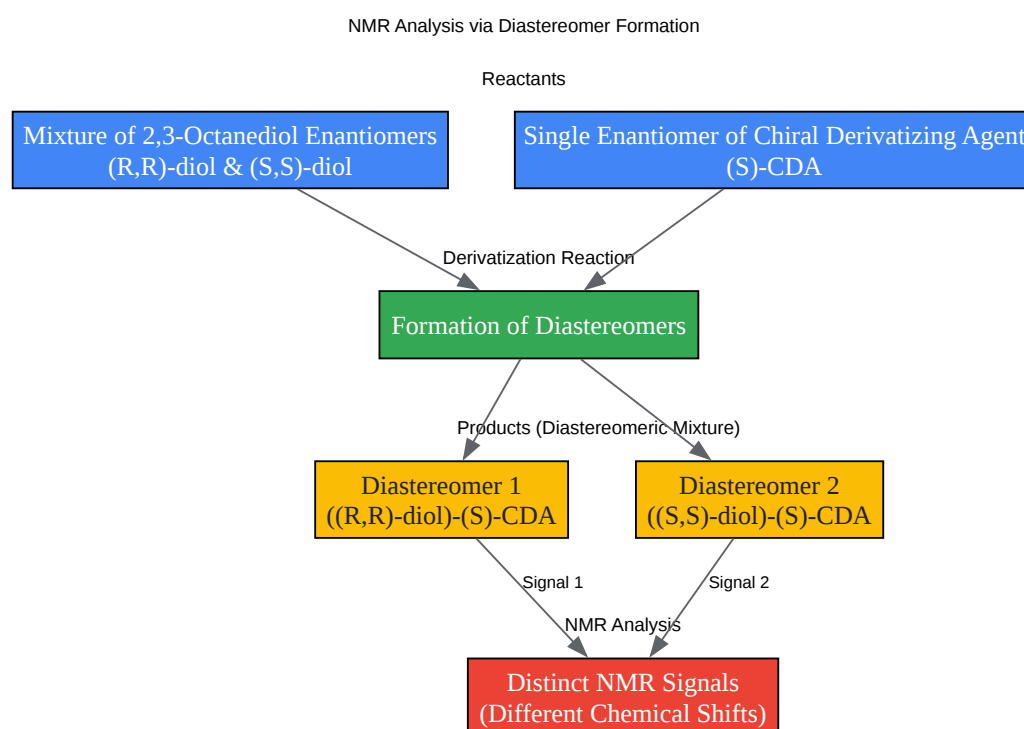 NMR Analysis via Diastereomer Formation
Reactants
Mixture of 2,3-Octanediol Enantiomers
(R,R)-diol & (S,S)-diol
Single Enantiomer of Chiral Derivatizing Agent
(S)-CDA
Derivatization Reaction
Formation of Diastereomers
Products (Diastereomeric Mixture)
Diastereomer 1
((R,R)-diol)-(S)-CDA
Diastereomer 2
((S,S)-diol)-(S)-CDA
Signal 1
Signal 2
NMR Analysis
Distinct NMR Signals
(Different Chemical Shifts)